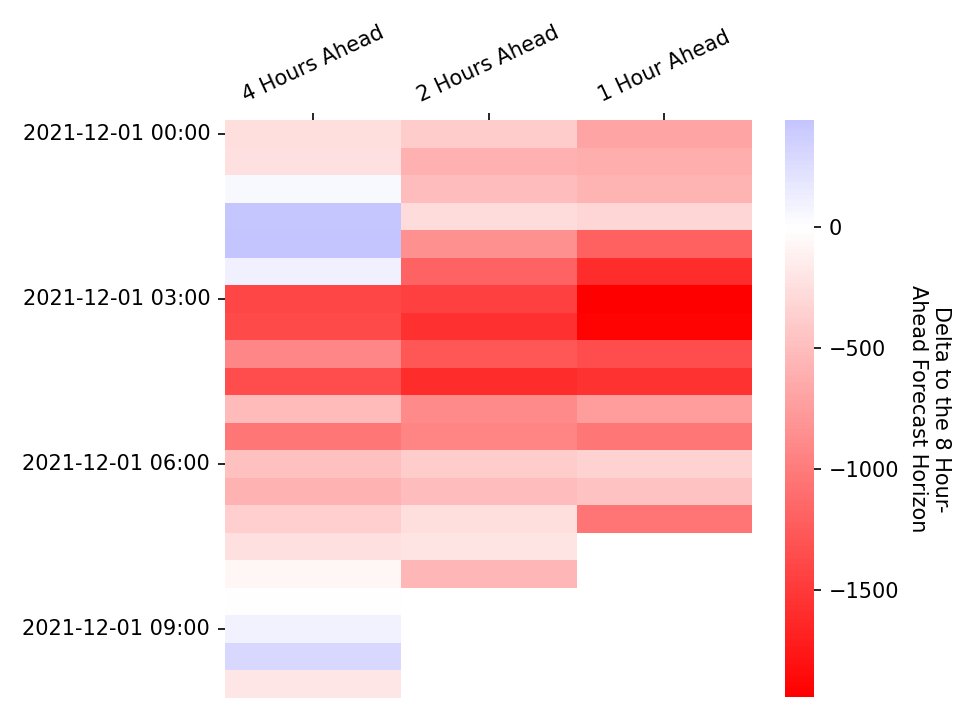 4 Hours Ahead
2 Hours Ahead
1 Hour Ahead
2021-12-01 00:00
2021-12-01 03:00
2021-12-01 06:00
2021-12-01 09:00
0
−500
−1000
−1500
Delta to the 8 Hour-
Ahead Forecast Horizon